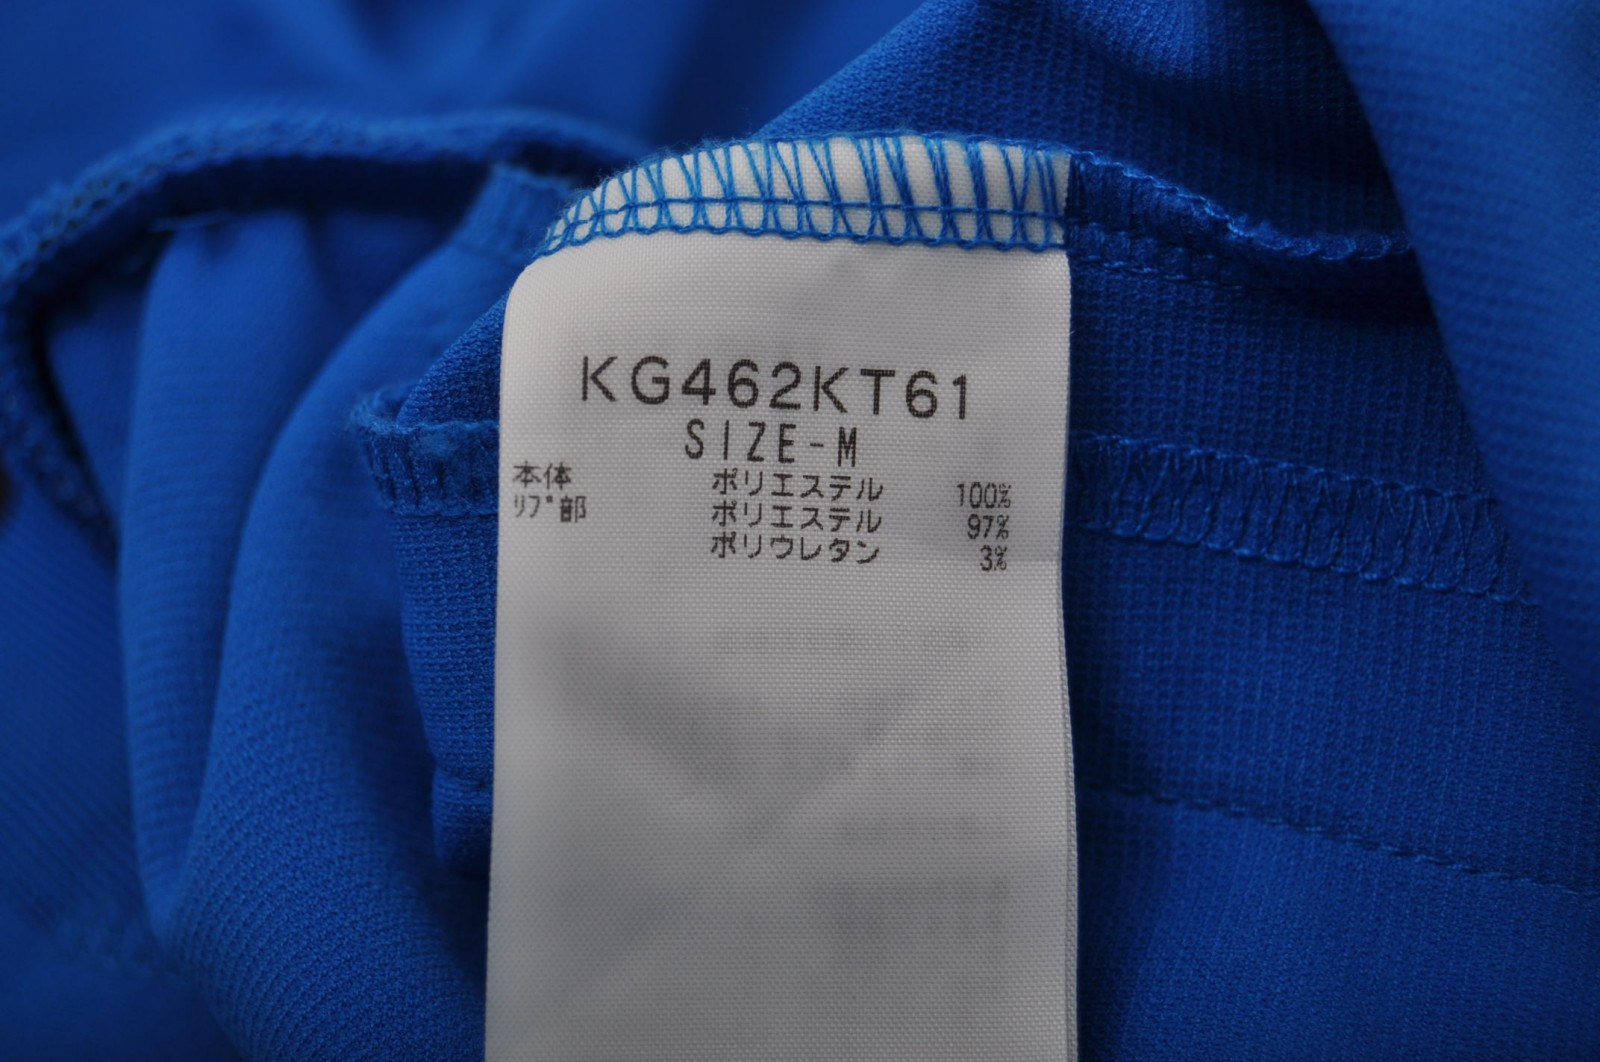 KG462KT61
SIZE-M
本体 ポリエステル 100%
ﾘﾌﾞ部 ポリエステル 97%
ポリウレタン 3%